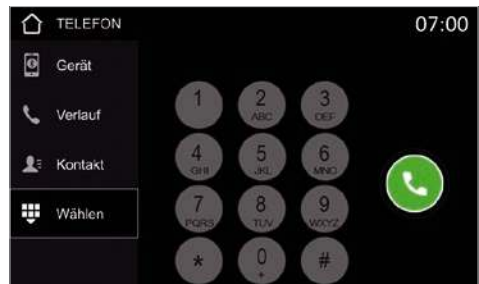 TELEFON 07:00
Gerät
Verlauf
Kontakt
Wählen
1 2 3
ABC DEF
4 5 6
GHI JKL MNO
7 8 9
PQRS TUV WXYZ
* 0 #
+